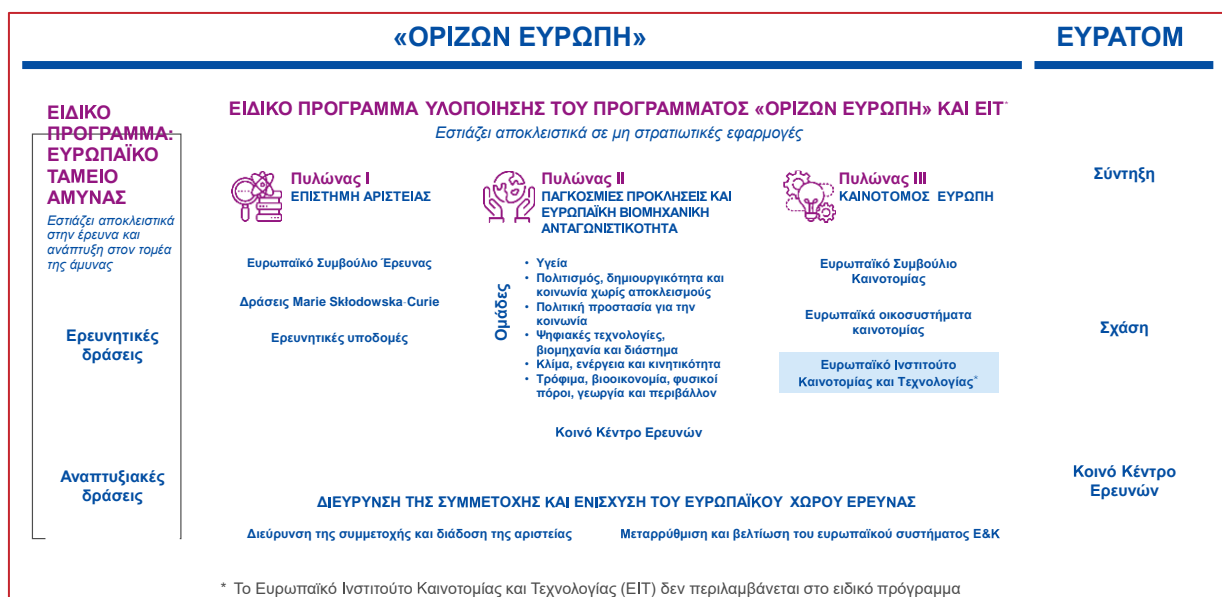 «ΟΡΙΖΩΝ ΕΥΡΩΠΗ»
ΕΥΡΑΤΟΜ
ΕΙΔΙΚΟ
ΠΡΟΓΡΑΜΜΑ:
ΕΥΡΩΠΑΪΚΟ
ΤΑΜΕΙΟ
ΑΜΥΝΑΣ
Εστιάζει αποκλειστικά
στην έρευνα και
ανάπτυξη στον τομέα
της άμυνας
Ερευνητικές
δράσεις
Αναπτυξιακές
δράσεις
ΕΙΔΙΚΟ ΠΡΟΓΡΑΜΜΑ ΥΛΟΠΟΙΗΣΗΣ ΤΟΥ ΠΡΟΓΡΑΜΜΑΤΟΣ «ΟΡΙΖΩΝ ΕΥΡΩΠΗ» ΚΑΙ ΕΙΤ*
Εστιάζει αποκλειστικά σε μη στρατιωτικές εφαρμογές
Πυλώνας I
ΕΠΙΣΤΗΜΗ ΑΡΙΣΤΕΙΑΣ
Ευρωπαϊκό Συμβούλιο Έρευνας
Δράσεις Marie Skłodowska-Curie
Ερευνητικές υποδομές
Πυλώνας II
ΠΑΓΚΟΣΜΙΕΣ ΠΡΟΚΛΗΣΕΙΣ ΚΑΙ
ΕΥΡΩΠΑΪΚΗ ΒΙΟΜΗΧΑΝΙΚΗ
ΑΝΤΑΓΩΝΙΣΤΙΚΟΤΗΤΑ
Ομάδες
• Υγεία
• Πολιτισμός, δημιουργικότητα και
κοινωνία χωρίς αποκλεισμούς
• Πολιτική προστασία για την
κοινωνία
• Ψηφιακές τεχνολογίες,
βιομηχανία και διάστημα
• Κλίμα, ενέργεια και κινητικότητα
• Τρόφιμα, βιοοικονομία, φυσικοί
πόροι, γεωργία και περιβάλλον
Κοινό Κέντρο Ερευνών
Πυλώνας III
ΚΑΙΝΟΤΟΜΟΣ ΕΥΡΩΠΗ
Ευρωπαϊκό Συμβούλιο
Καινοτομίας
Ευρωπαϊκά οικοσυστήματα
καινοτομίας
Ευρωπαϊκό Ινστιτούτο
Καινοτομίας και Τεχνολογίας*
ΔΙΕΥΡΥΝΣΗ ΤΗΣ ΣΥΜΜΕΤΟΧΗΣ ΚΑΙ ΕΝΙΣΧΥΣΗ ΤΟΥ ΕΥΡΩΠΑΪΚΟΥ ΧΩΡΟΥ ΕΡΕΥΝΑΣ
Διεύρυνση της συμμετοχής και διάδοση της αριστείας
Μεταρρύθμιση και βελτίωση του ευρωπαϊκού συστήματος Ε&Κ
Σύντηξη
Σχάση
Κοινό Κέντρο
Ερευνών
* Το Ευρωπαϊκό Ινστιτούτο Καινοτομίας και Τεχνολογίας (ΕΙΤ) δεν περιλαμβάνεται στο ειδικό πρόγραμμα